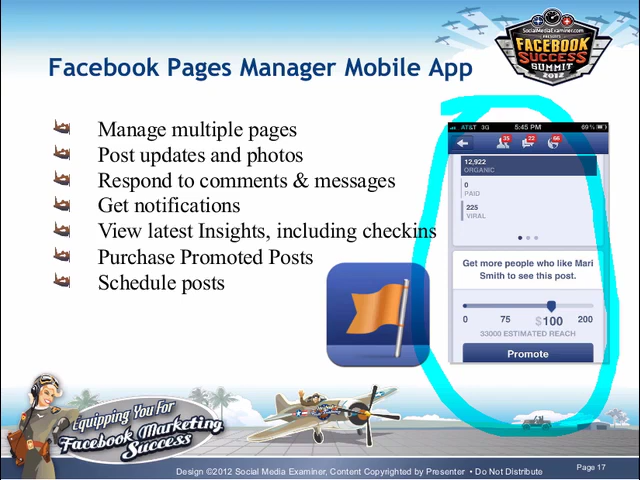 SocialMediaExaminer.com
PRESENTS
FACEBOOK
SUCCESS
SUMMIT
2012
Facebook Pages Manager Mobile App
Manage multiple pages
Post updates and photos
Respond to comments & messages
Get notifications
View latest Insights, including checkins
Purchase Promoted Posts
Schedule posts
AT&T 3G 5:45 PM 69%
35 22 66
12,922
ORGANIC
0
PAID
225
VIRAL
Get more people who like Mari
Smith to see this post.
0 75 $100 200
33000 ESTIMATED REACH
Promote
Equipping You For
Facebook Marketing
Success
Design ©2012 Social Media Examiner, Content Copyrighted by Presenter • Do Not Distribute
Page 17